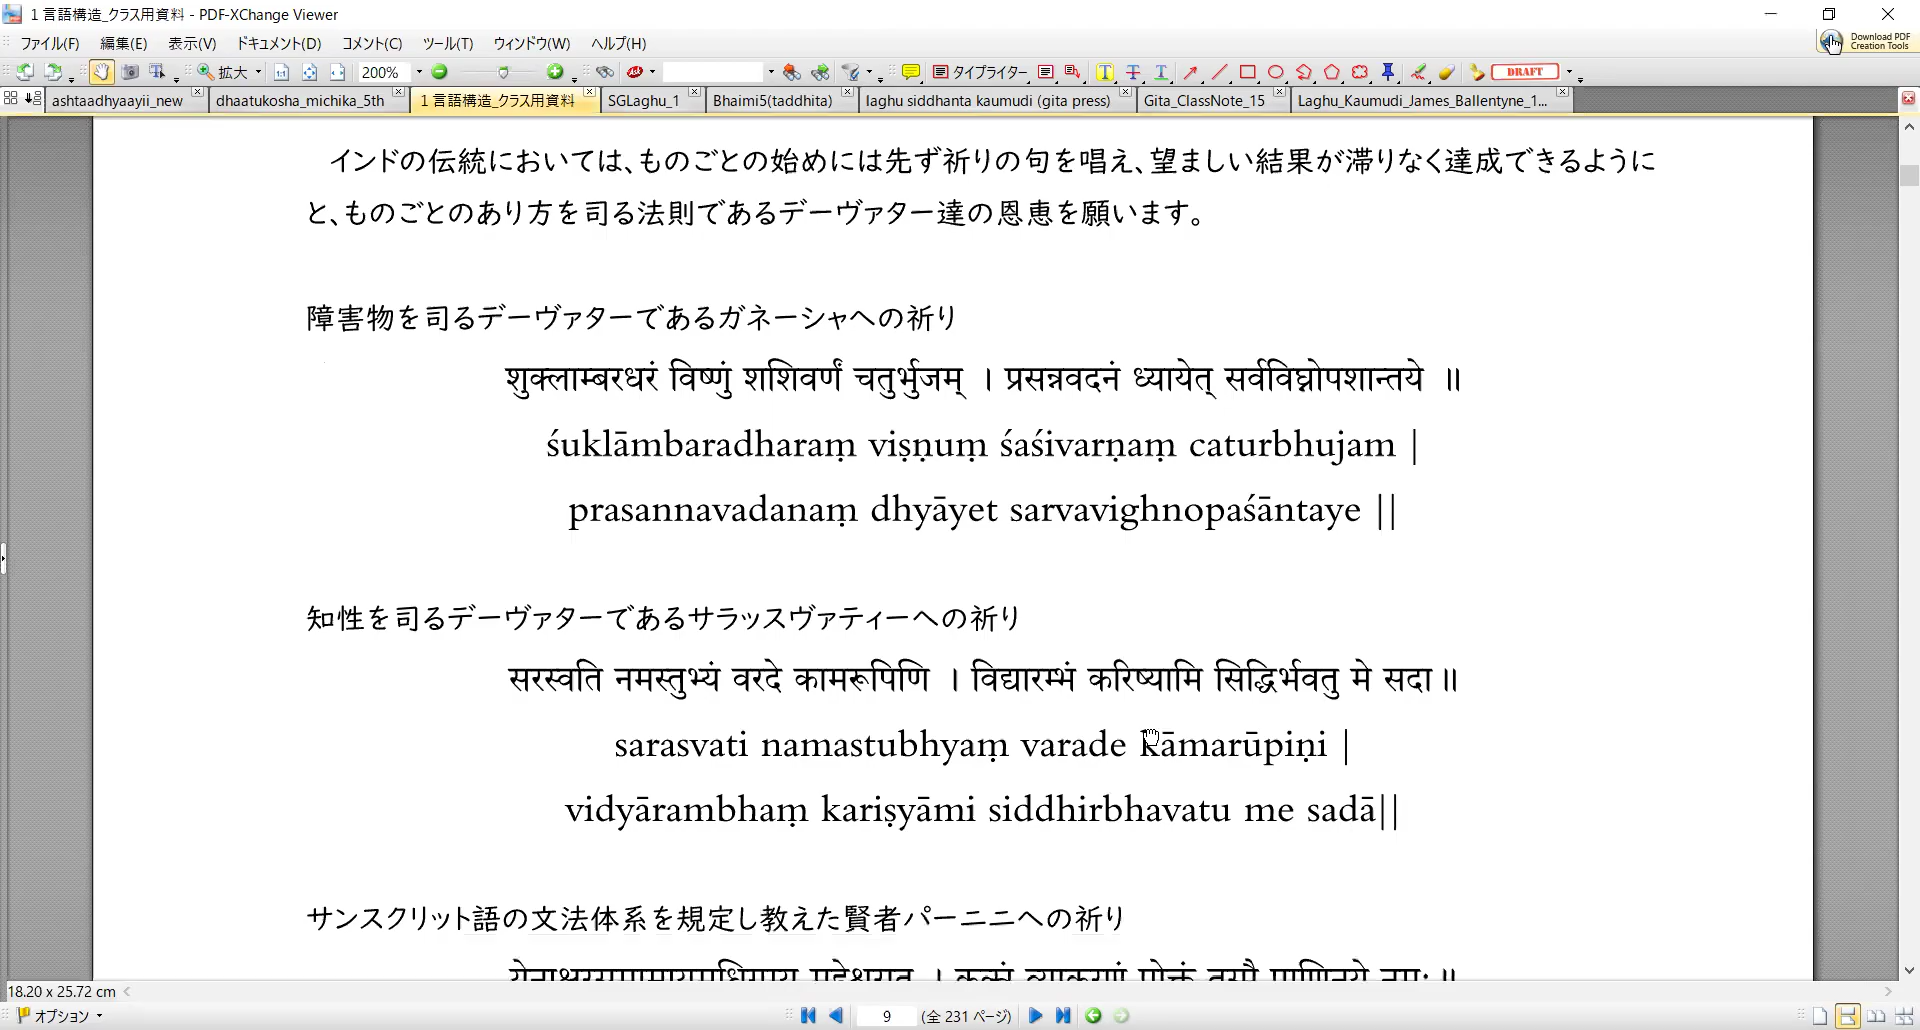 1 言語構造_クラス用資料 - PDF-XChange Viewer
ファイル(F) 編集(E) 表示(V) ドキュメント(D) コメント(C) ツール(T) ウィンドウ(W) ヘルプ(H)
Download PDF
Creation Tools
拡大 200% タイプライター DRAFT
ashtaadhyaayii_new dhaatukosha_michika_5th 1 言語構造_クラス用資料 SGLaghu_1 Bhaimi5(taddhita) laghu siddhanta kaumudi (gita press) Gita_ClassNote_15 Laghu_Kaumudi_James_Ballentyne_1...
インドの伝統においては、ものごとの始めには先ず祈りの句を唱え、望ましい結果が滞りなく達成できるように
と、ものごとのあり方を司る法則であるデーヴァター達の恩恵を願います。
障害物を司るデーヴァターであるガネーシャへの祈り
शुक्लाम्बरधरं विष्णुं शशिवर्णं चतुर्भुजम् । प्रसन्नवदनं ध्यायेत् सर्वविघ्नोपशान्तये ॥
śuklāmbaradharaṃ viṣṇuṃ śaśivarṇaṃ caturbhujam |
prasannavadanaṃ dhyāyet sarvavighnopaśāntaye ||
知性を司るデーヴァターであるサラッスヴァティーへの祈り
सरस्वति नमस्तुभ्यं वरदे कामरूपिणि । विद्यारम्भं करिष्यामि सिद्धिर्भवतु मे सदा॥
sarasvati namastubhyaṃ varade kāmarūpiṇi |
vidyārambhaṃ kariṣyāmi siddhirbhavatu me sadā||
サンスクリット語の文法体系を規定し教えた賢者パーニニへの祈り
18.20 x 25.72 cm
オプション 9 (全 231 ページ)